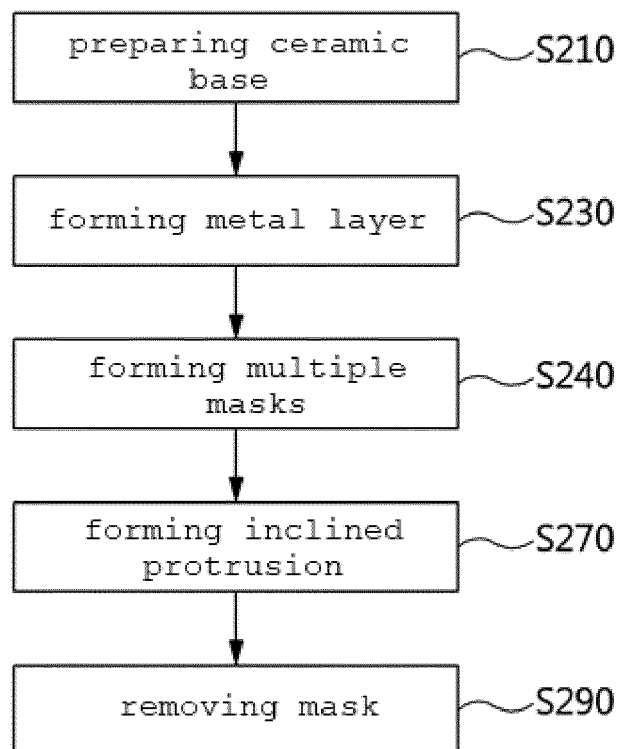 preparing ceramic
base
S210
forming metal layer
S230
forming multiple
masks
S240
forming inclined
protrusion
S270
removing mask
S290